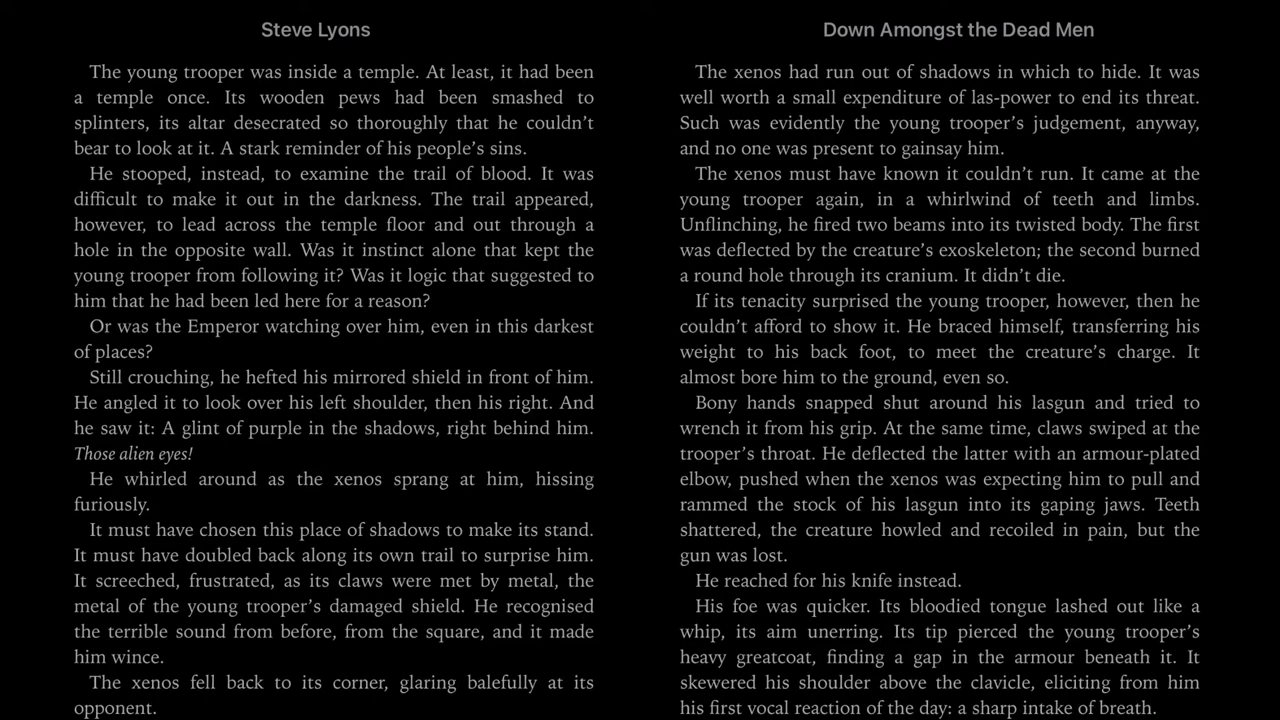 Steve Lyons
The young trooper was inside a temple. At least, it had been
a temple once. Its wooden pews had been smashed to
splinters, its altar desecrated so thoroughly that he couldn’t
bear to look at it. A stark reminder of his people’s sins.
He stooped, instead, to examine the trail of blood. It was
difficult to make it out in the darkness. The trail appeared,
however, to lead across the temple floor and out through a
hole in the opposite wall. Was it instinct alone that kept the
young trooper from following it? Was it logic that suggested to
him that he had been led here for a reason?
Or was the Emperor watching over him, even in this darkest
of places?
Still crouching, he hefted his mirrored shield in front of him.
He angled it to look over his left shoulder, then his right. And
he saw it: A glint of purple in the shadows, right behind him.
Those alien eyes!
He whirled around as the xenos sprang at him, hissing
furiously.
It must have chosen this place of shadows to make its stand.
It must have doubled back along its own trail to surprise him.
It screeched, frustrated, as its claws were met by metal, the
metal of the young trooper’s damaged shield. He recognised
the terrible sound from before, from the square, and it made
him wince.
The xenos fell back to its corner, glaring balefully at its
opponent.
Down Amongst the Dead Men
The xenos had run out of shadows in which to hide. It was
well worth a small expenditure of las-power to end its threat.
Such was evidently the young trooper’s judgement, anyway,
and no one was present to gainsay him.
The xenos must have known it couldn’t run. It came at the
young trooper again, in a whirlwind of teeth and limbs.
Unflinching, he fired two beams into its twisted body. The first
was deflected by the creature’s exoskeleton; the second burned
a round hole through its cranium. It didn’t die.
If its tenacity surprised the young trooper, however, then he
couldn’t afford to show it. He braced himself, transferring his
weight to his back foot, to meet the creature’s charge. It
almost bore him to the ground, even so.
Bony hands snapped shut around his lasgun and tried to
wrench it from his grip. At the same time, claws swiped at the
trooper’s throat. He deflected the latter with an armour-plated
elbow, pushed when the xenos was expecting him to pull and
rammed the stock of his lasgun into its gaping jaws. Teeth
shattered, the creature howled and recoiled in pain, but the
gun was lost.
He reached for his knife instead.
His foe was quicker. Its bloodied tongue lashed out like a
whip, its aim unerring. Its tip pierced the young trooper’s
heavy greatcoat, finding a gap in the armour beneath it. It
skewered his shoulder above the clavicle, eliciting from him
his first vocal reaction of the day: a sharp intake of breath.